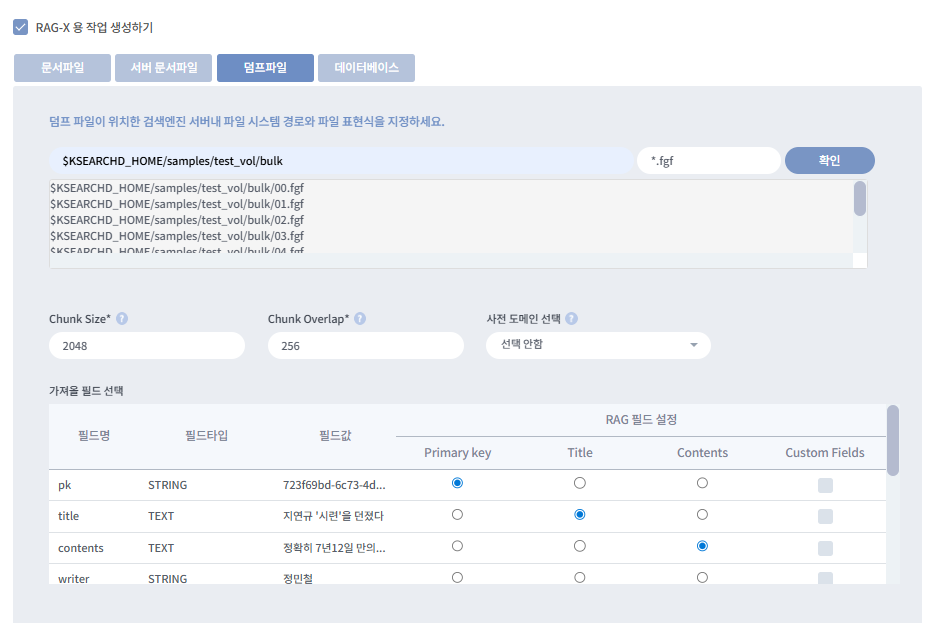 RAG-X 용 작업 생성하기
문서파일 서버 문서파일 덤프파일 데이터베이스
덤프 파일이 위치한 검색엔진 서버내 파일 시스템 경로와 파일 표현식을 지정하세요.
$KSEARCHD_HOME/samples/test_vol/bulk *.fgf 확인
$KSEARCHD_HOME/samples/test_vol/bulk/00.fgf
$KSEARCHD_HOME/samples/test_vol/bulk/01.fgf
$KSEARCHD_HOME/samples/test_vol/bulk/02.fgf
$KSEARCHD_HOME/samples/test_vol/bulk/03.fgf
$KSEARCHD_HOME/samples/test_vol/bulk/04.fgf
Chunk Size* ? Chunk Overlap* ? 사전 도메인 선택 ?
2048 256 선택 안함
가져올 필드 선택
필드명 필드타입 필드값 RAG 필드 설정
Primary key Title Contents Custom Fields
pk STRING 723f69bd-6c73-4d...
title TEXT 지연규 '시련'을 던졌다
contents TEXT 정확히 7년12일 만의...
writer STRING 정민철